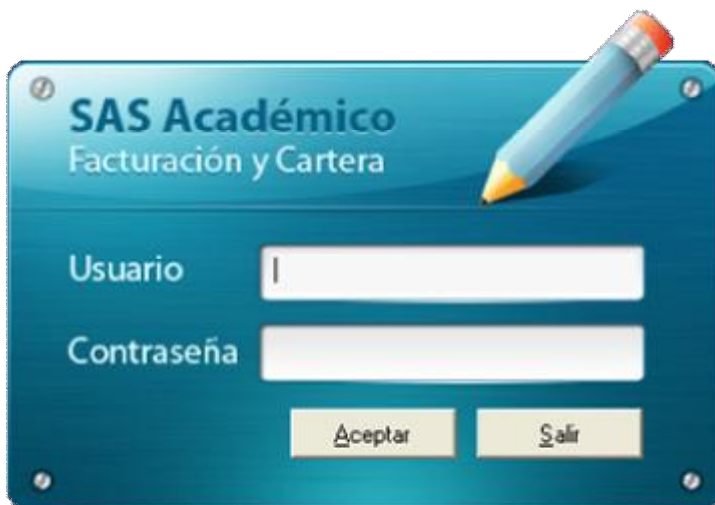 SAS Académico
Facturación y Cartera
Usuario
Contraseña
Aceptar
Salir